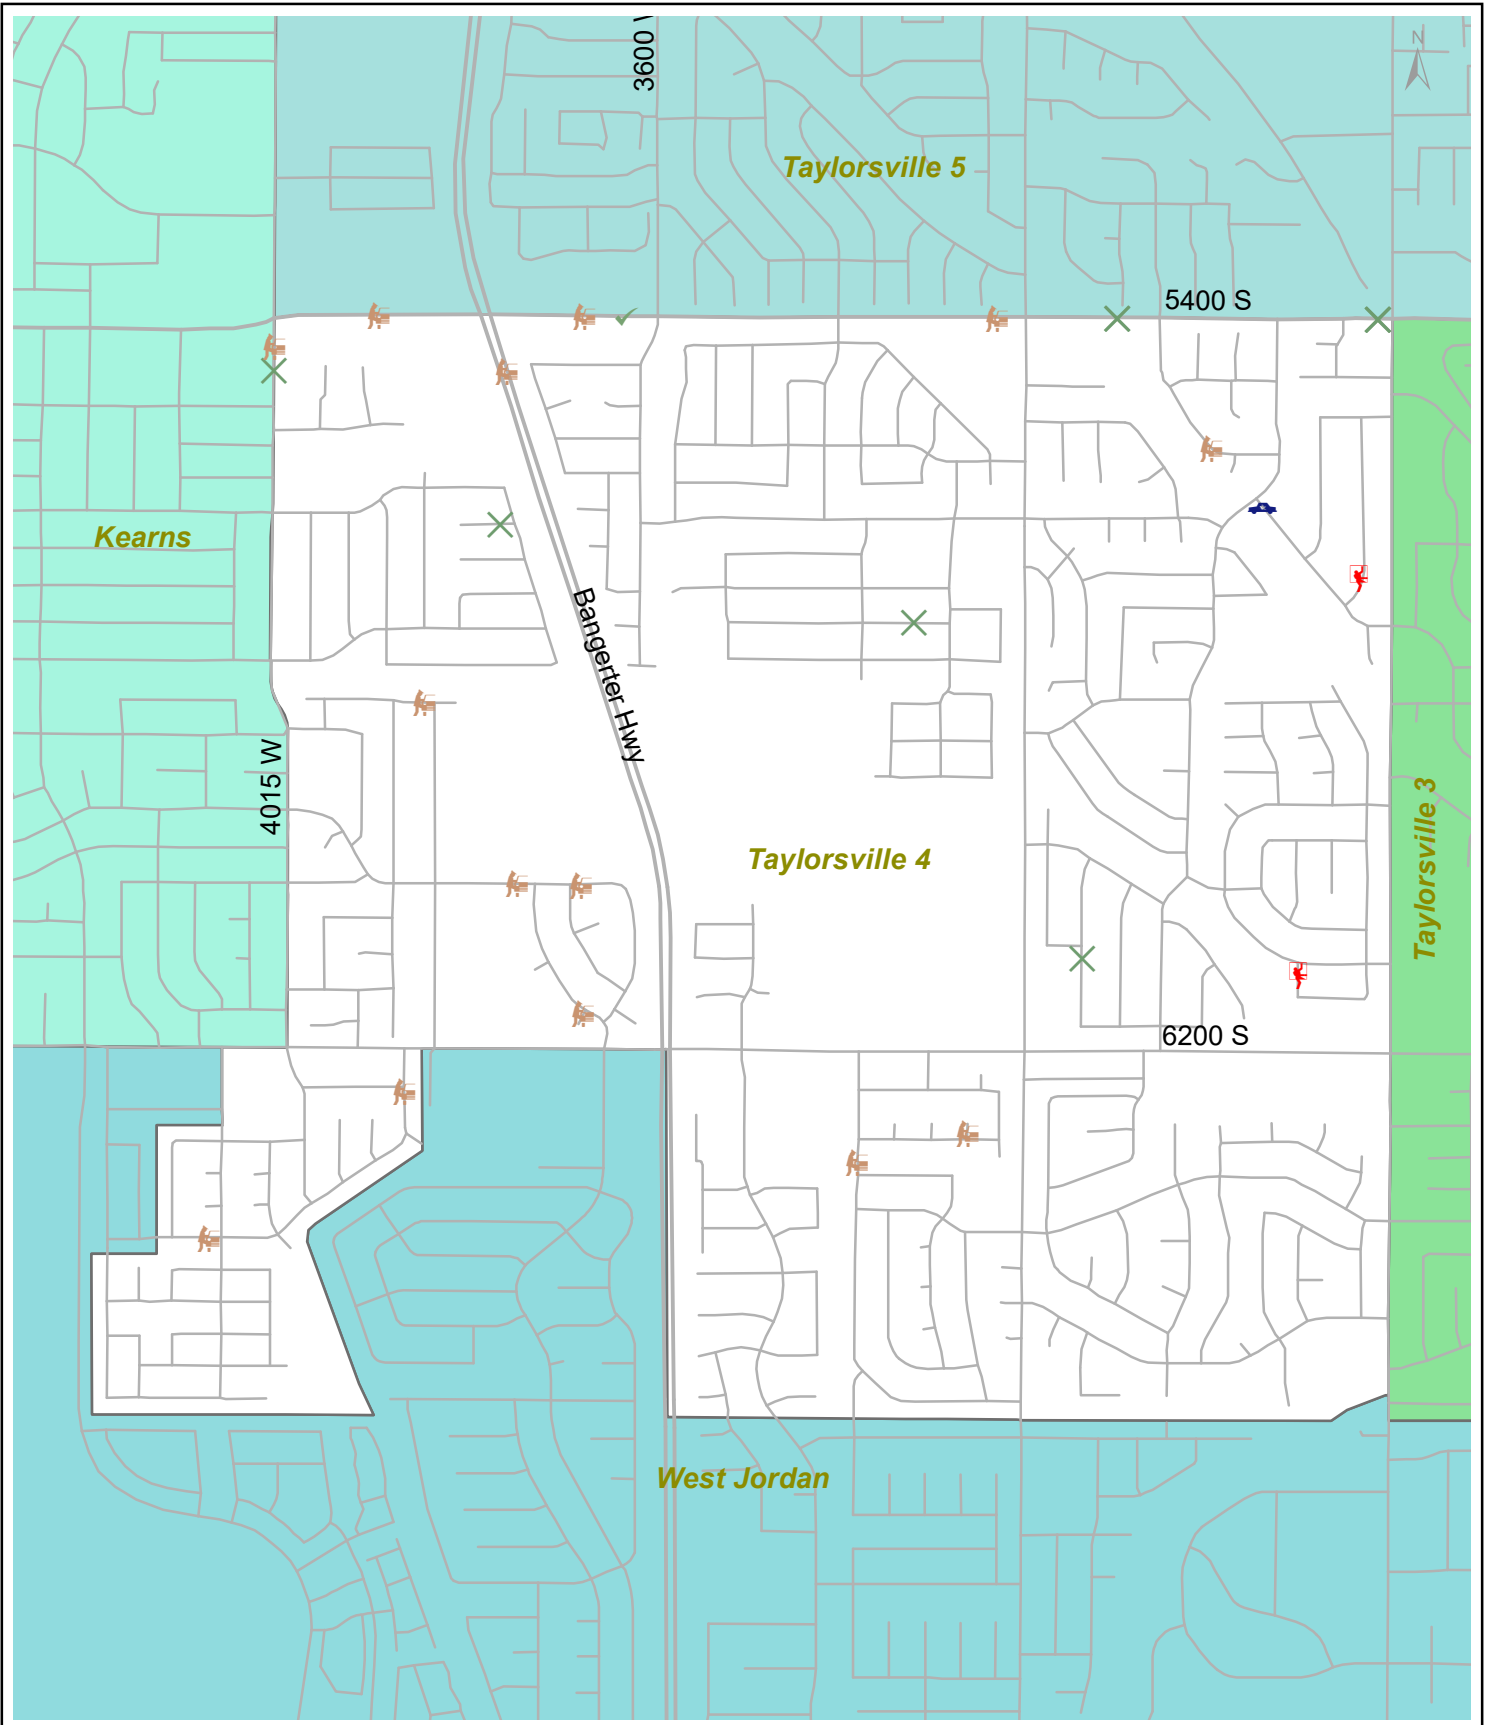 3600 W
N
Taylorsville 5
5400 S
Kearns
Bangerter Hwy
4015 W
Taylorsville 4
Taylorsville 3
6200 S
West Jordan